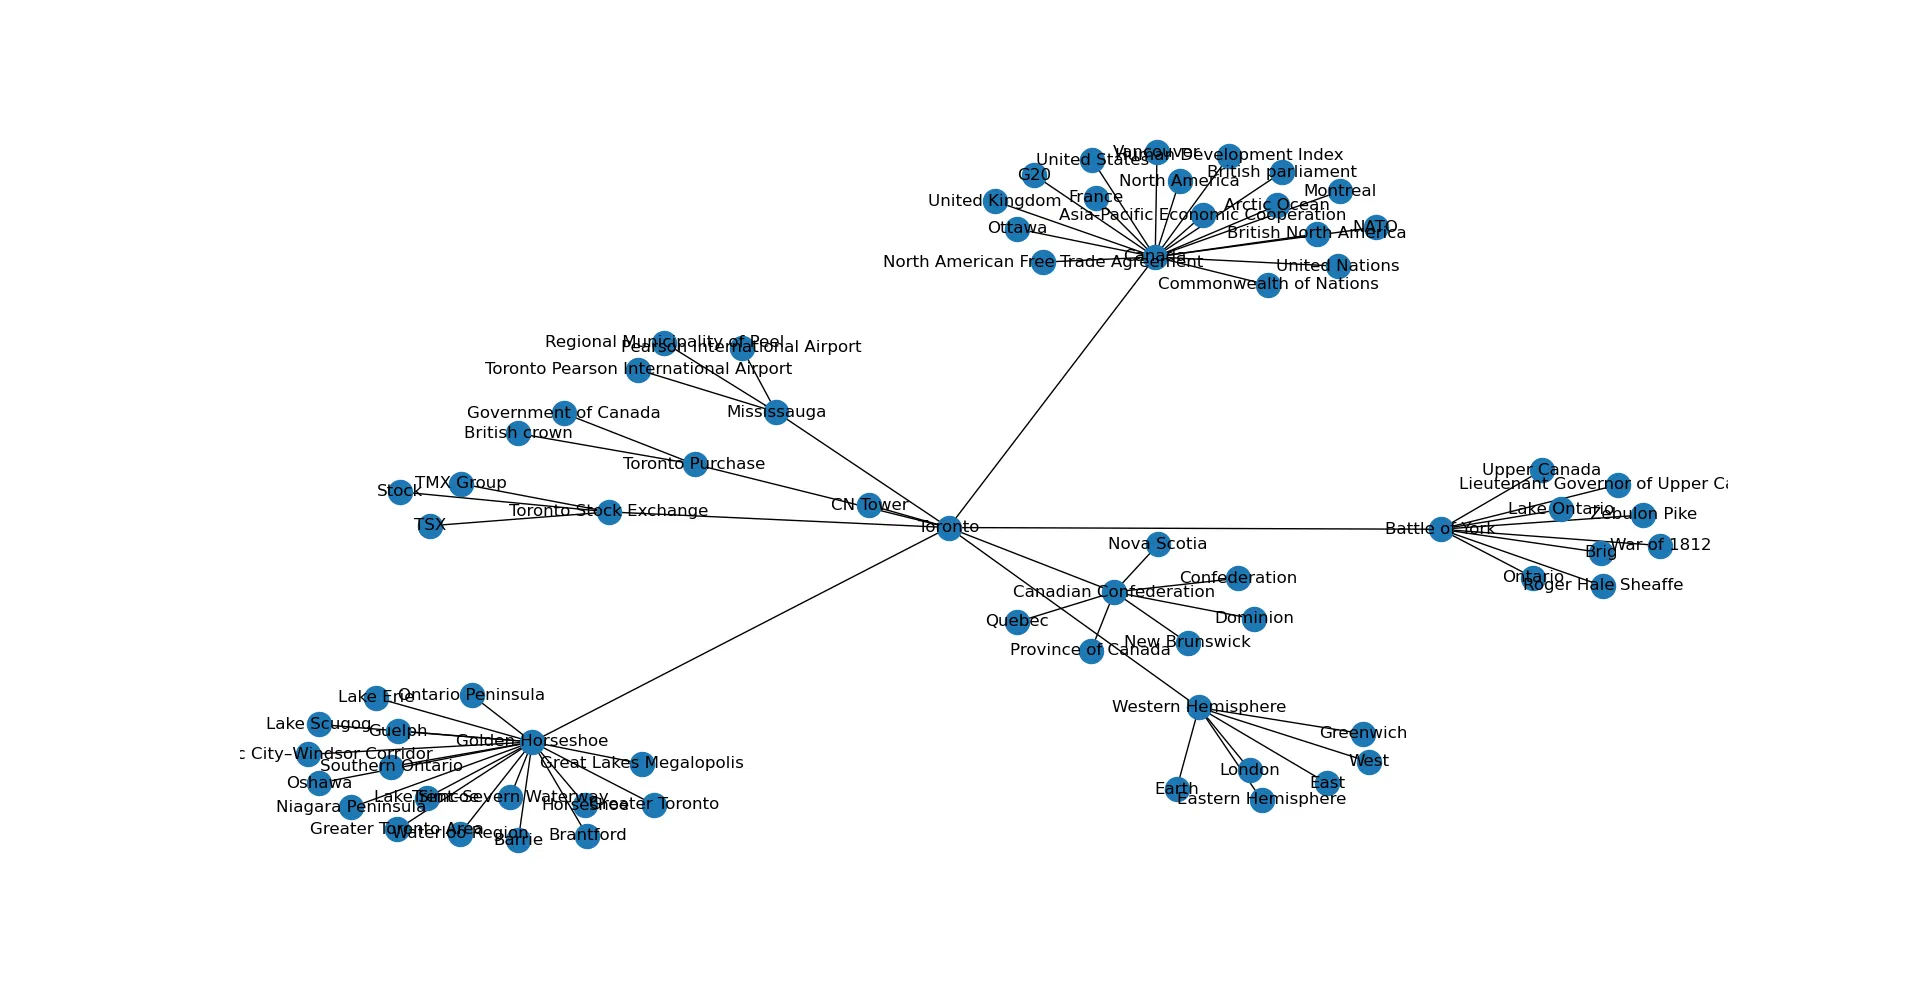 Vancouver
Human Development Index
United States
British parliament
G20
North America
Montreal
France
United Kingdom
Arctic Ocean
Asia-Pacific Economic Cooperation
Ottawa
NATO
British North America
Canada
North American Free Trade Agreement
United Nations
Commonwealth of Nations
Regional Municipality of Peel
Pearson International Airport
Toronto Pearson International Airport
Mississauga
Government of Canada
British crown
Toronto Purchase
Upper Canada
TMX Group
Lieutenant Governor of Upper Ca
Stock
CN Tower
Lake Ontario
Toronto Stock Exchange
Zebulon Pike
TSX
Toronto
Battle of York
Nova Scotia
War of 1812
Brig
Ontario
Confederation
Roger Hale Sheaffe
Canadian Confederation
Dominion
Quebec
New Brunswick
Province of Canada
Lake Erie
Ontario Peninsula
Western Hemisphere
Lake Scugog
Guelph
Greenwich
Golden Horseshoe
c City–Windsor Corridor
West
Great Lakes Megalopolis
Southern Ontario
London
Oshawa
East
Earth
Lake Simcoe
Trent–Severn Waterway
Eastern Hemisphere
Horseshoe
Greater Toronto
Niagara Peninsula
Greater Toronto Area
Waterloo Region
Brantford
Barrie